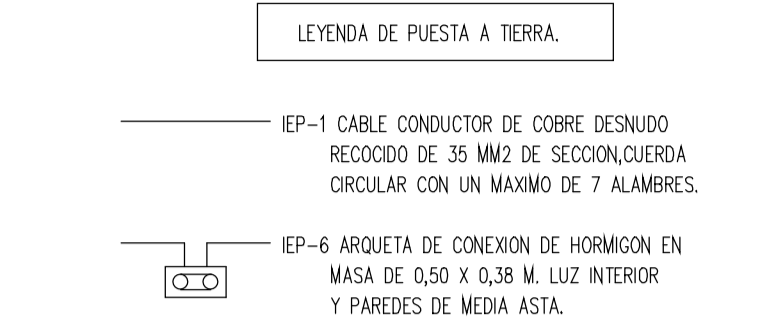 LEYENDA DE PUESTA A TIERRA.
IEP-1 CABLE CONDUCTOR DE COBRE DESNUDO
RECOCIDO DE 35 MM2 DE SECCION,CUERDA
CIRCULAR CON UN MAXIMO DE 7 ALAMBRES.
IEP-6 ARQUETA DE CONEXION DE HORMIGON EN
MASA DE 0,50 X 0,38 M. LUZ INTERIOR
Y PAREDES DE MEDIA ASTA.